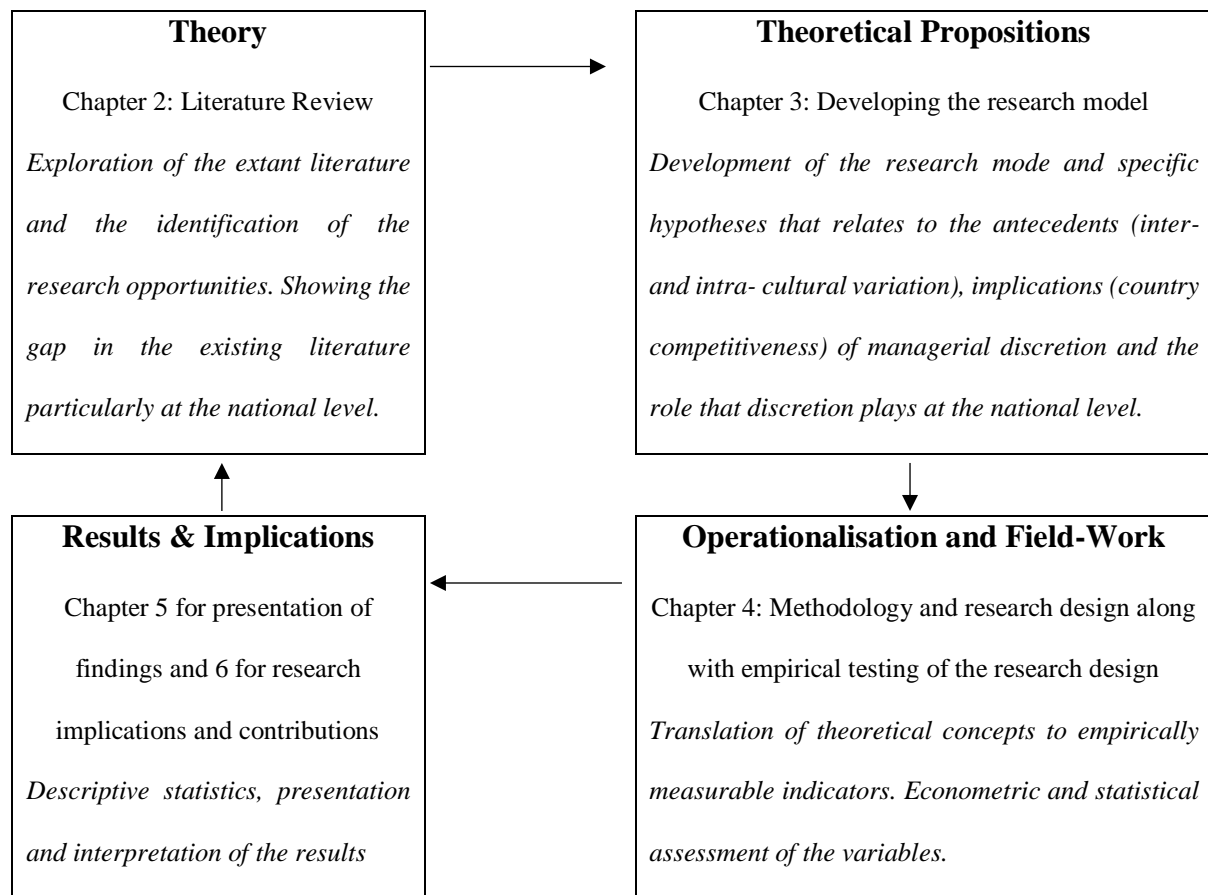 Theory
Chapter 2: Literature Review
Exploration of the extant literature
and the identification of the
research opportunities. Showing the
gap in the existing literature
particularly at the national level.
Theoretical Propositions
Chapter 3: Developing the research model
Development of the research mode and specific
hypotheses that relates to the antecedents (inter-
and intra- cultural variation), implications (country
competitiveness) of managerial discretion and the
role that discretion plays at the national level.
Results & Implications
Chapter 5 for presentation of
findings and 6 for research
implications and contributions
Descriptive statistics, presentation
and interpretation of the results
Operationalisation and Field-Work
Chapter 4: Methodology and research design along
with empirical testing of the research design
Translation of theoretical concepts to empirically
measurable indicators. Econometric and statistical
assessment of the variables.